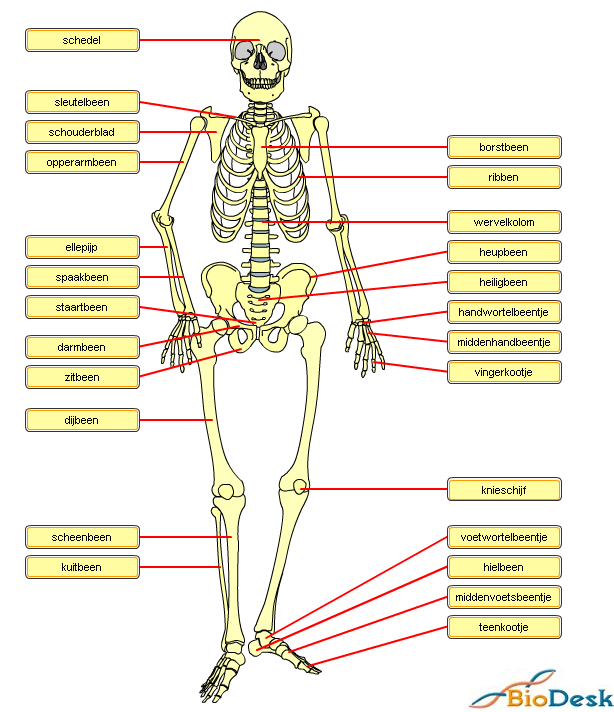 schedel
sleutelbeen
schouderblad
opperarmbeen
ellepijp
spaakbeen
staartbeen
darmbeen
zitbeen
dijbeen
scheenbeen
kuitbeen
borstbeen
ribben
wervelkolom
heupbeen
heiligbeen
handwortelbeentje
middenhandbeentje
vingerkootje
knieschijf
voetwortelbeentje
hielbeen
middenvoetsbeentje
teenkootje
BioDesk